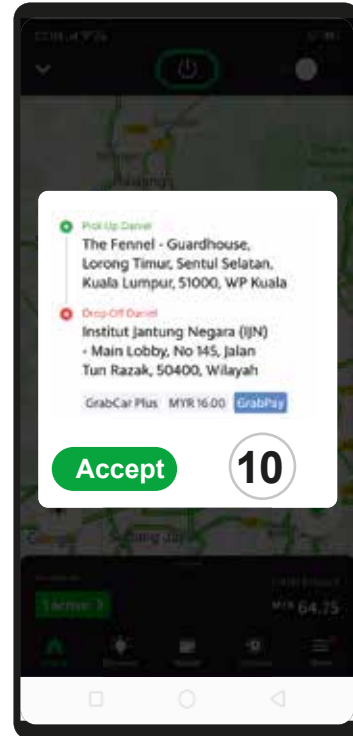 Pick Up Daniel
The Fennel - Guardhouse,
Lorong Timur, Sentul Selatan,
Kuala Lumpur, 51000, WP Kuala
Drop-Off Daniel
Institut Jantung Negara (IJN)
- Main Lobby, No 145, Jalan
Tun Razak, 50400, Wilayah
GrabCar Plus MYR 16.00 GrabPay
Accept
10
MYR 64.75